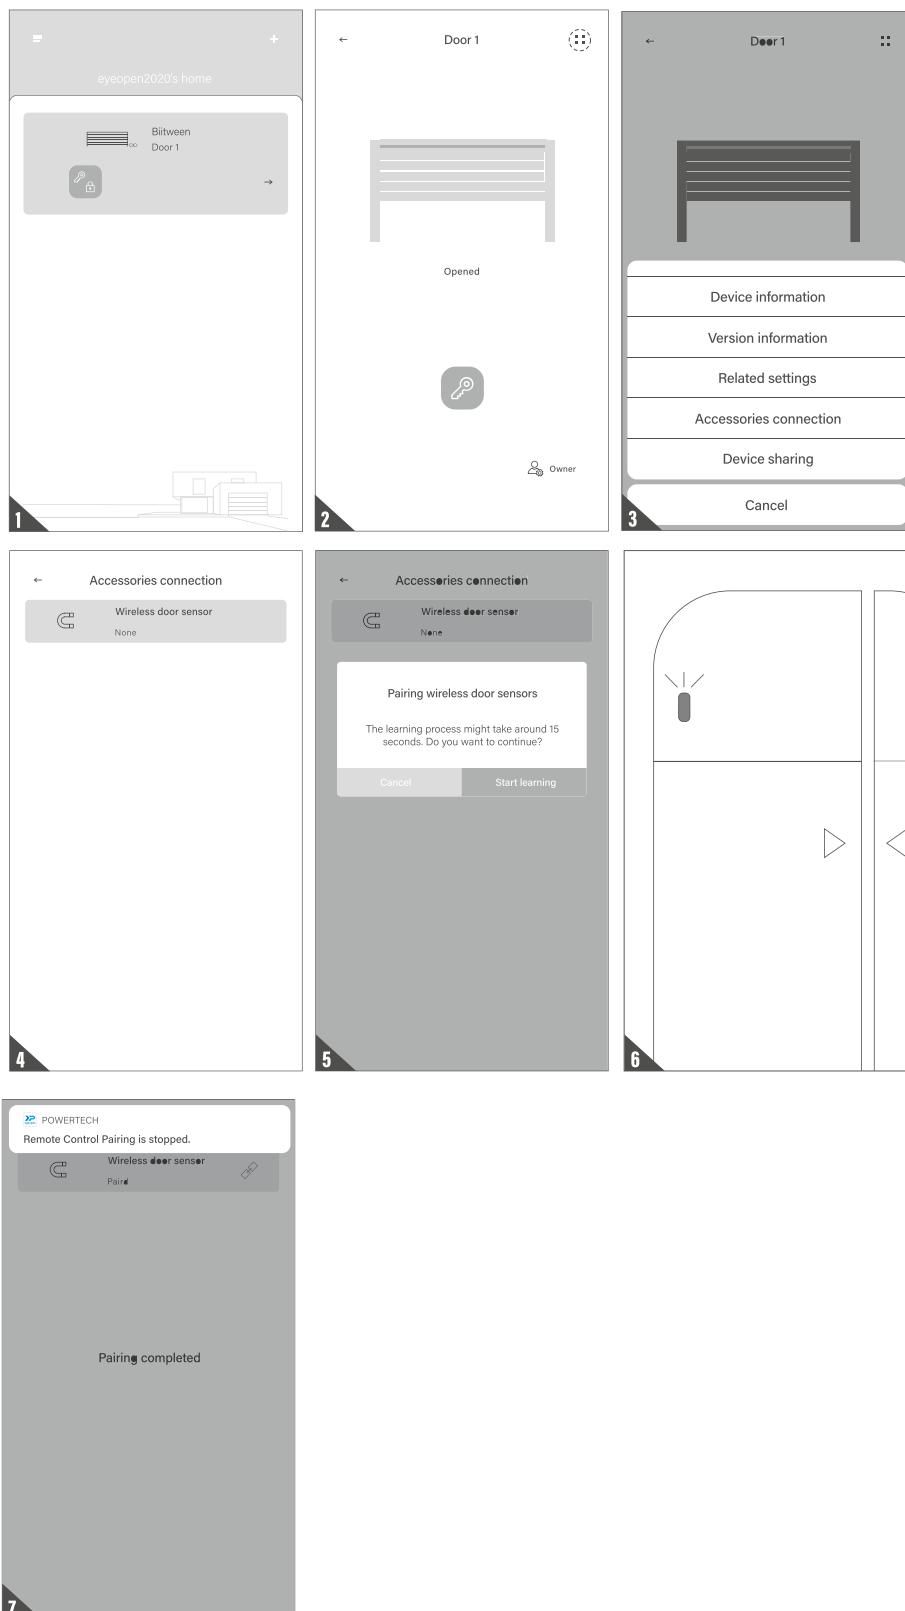 eyeopen2020's home
Biitween
Door 1
1
Door 1
Opened
Owner
2
Door 1
Device information
Version information
Related settings
Accessories connection
Device sharing
Cancel
3
Accessories connection
Wireless door sensor
None
4
Accessories connection
Wireless door sensor
None
Pairing wireless door sensors
The learning process might take around 15
seconds. Do you want to continue?
Cancel
Start learning
5
6
POWERTECH
Remote Control Pairing is stopped.
Wireless door sensor
Paird
Pairing completed
7